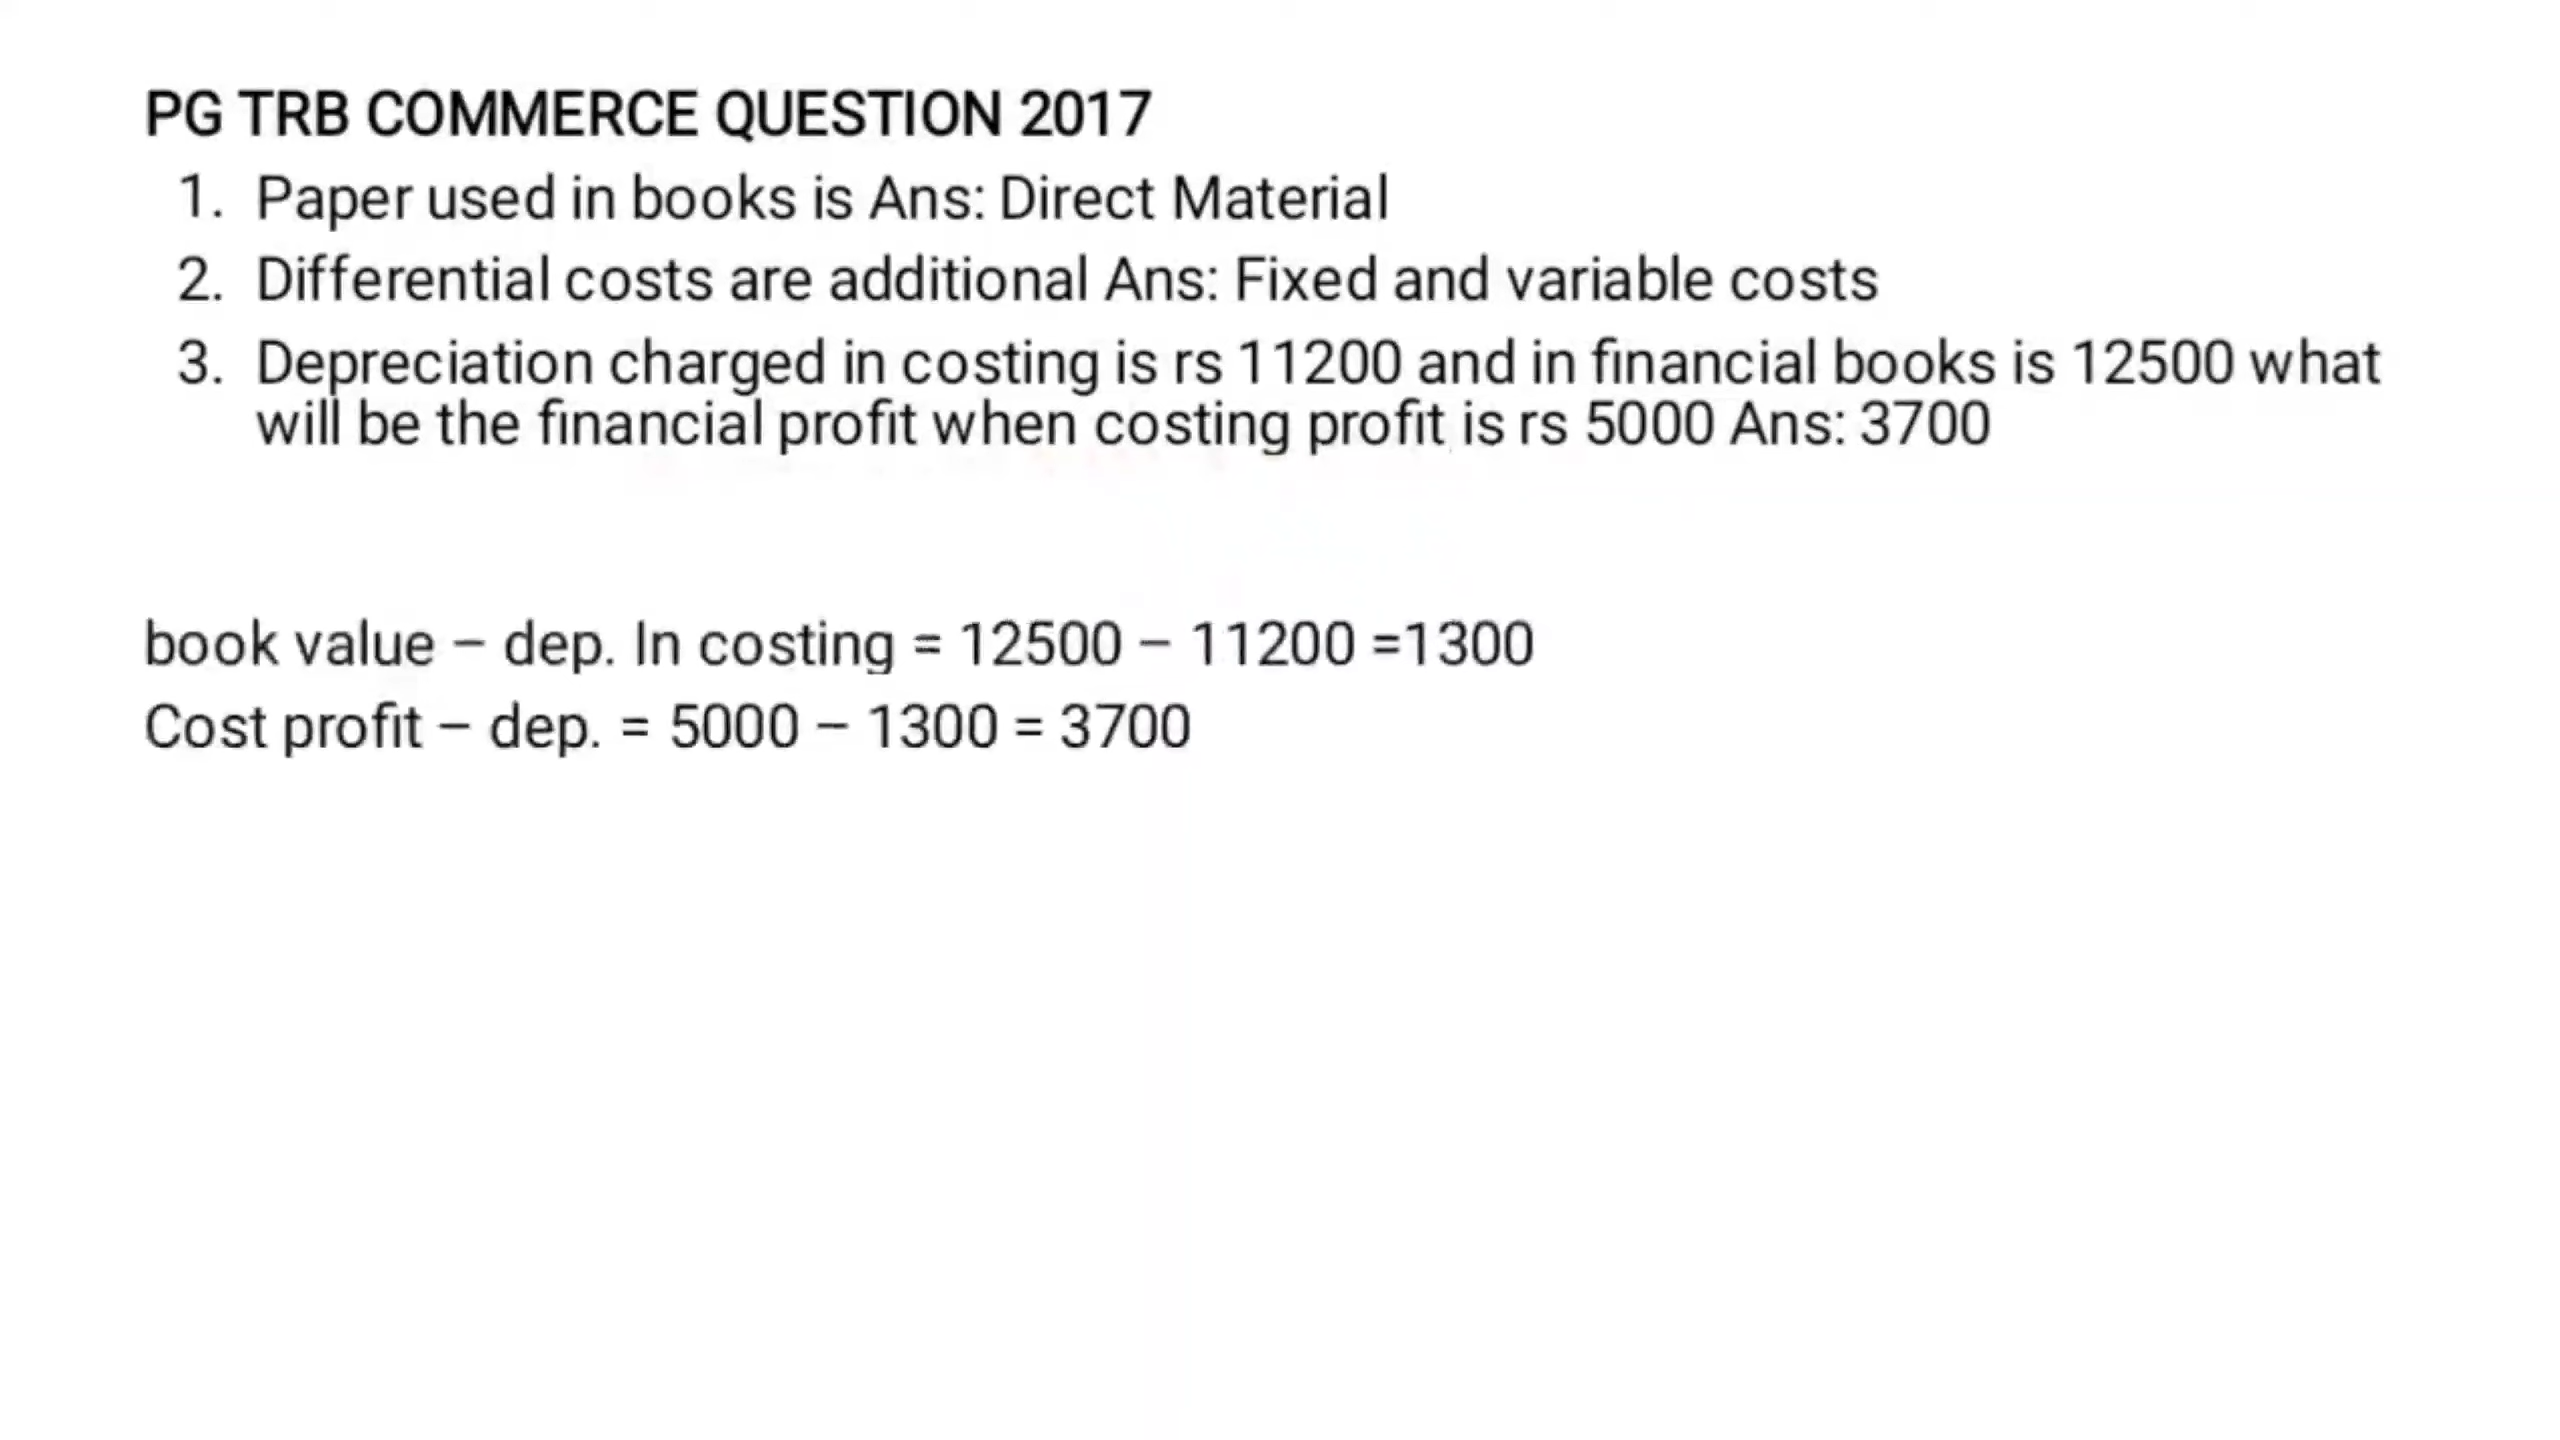 PG TRB COMMERCE QUESTION 2017
1. Paper used in books is Ans: Direct Material
2. Differential costs are additional Ans: Fixed and variable costs
3. Depreciation charged in costing is rs 11200 and in financial books is 12500 what
will be the financial profit when costing profit is rs 5000 Ans: 3700
book value – dep. In costing = 12500 – 11200 =1300
Cost profit – dep. = 5000 – 1300 = 3700